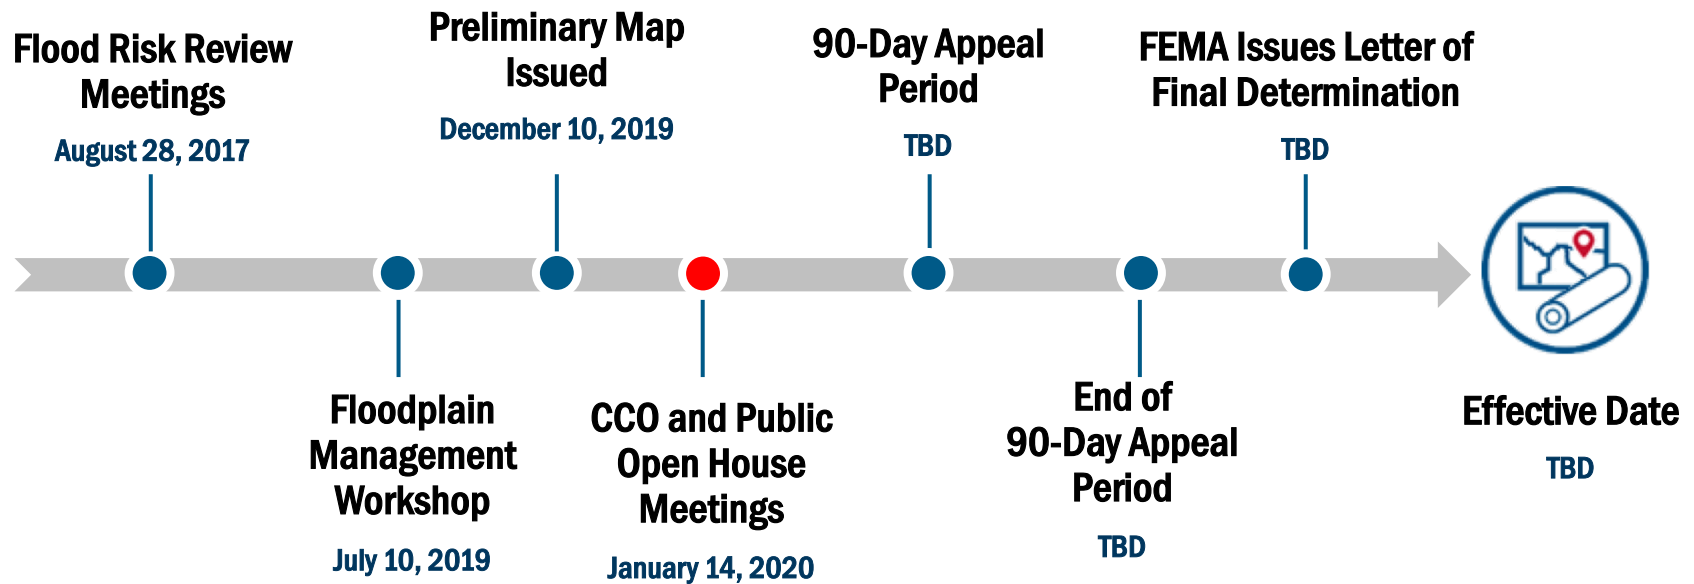 Flood Risk Review
Meetings
August 28, 2017
Floodplain
Management
Workshop
July 10, 2019
Preliminary Map
Issued
December 10, 2019
CCO and Public
Open House
Meetings
January 14, 2020
90-Day Appeal
Period
TBD
End of
90-Day Appeal
Period
TBD
FEMA Issues Letter of
Final Determination
TBD
Effective Date
TBD